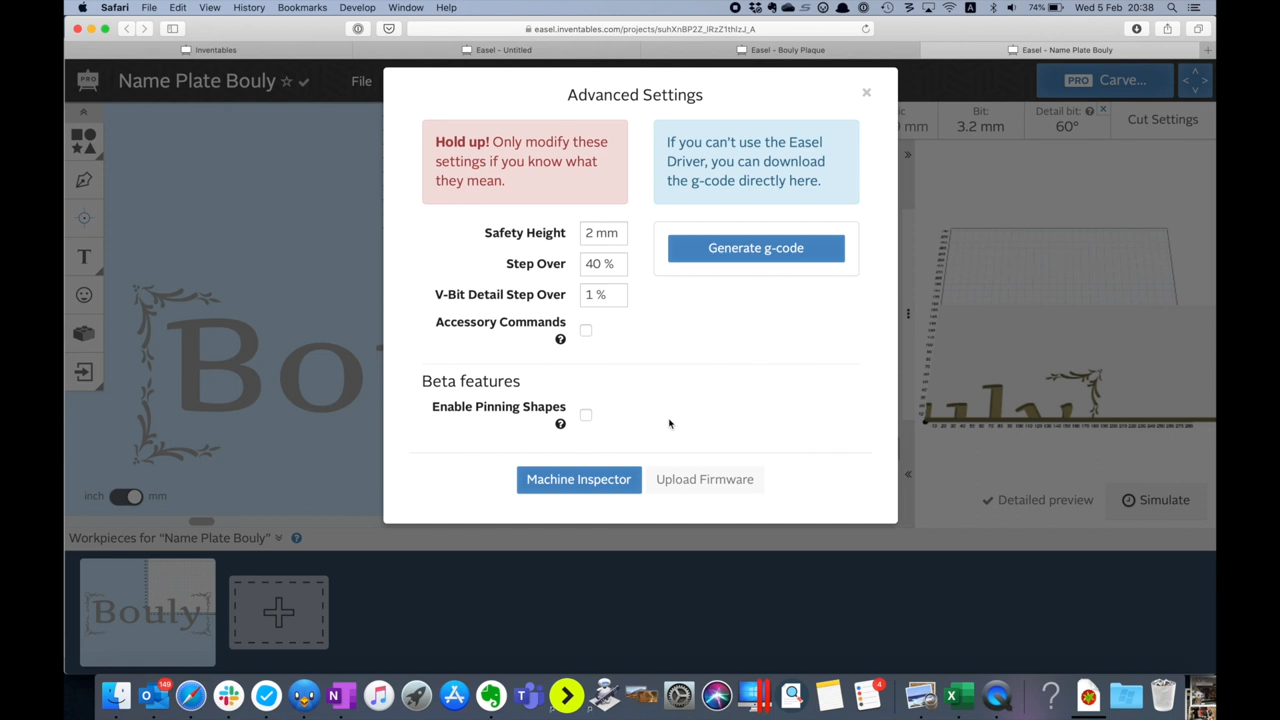 Safari File Edit View History Bookmarks Develop Window Help
74% Wed 5 Feb 20:38
easel.inventables.com/projects/
Inventables
Easel - Untitled
Easel - Bouly Plaque
Easel - Name Plate Bouly
PRO
Name Plate Bouly
File
PRO Carve...
Bit:
3.2 mm
Detail bit:
60°
Cut Settings
Advanced Settings
Hold up! Only modify these
settings if you know what
they mean.
If you can't use the Easel
Driver, you can download
the g-code directly here.
Safety Height 2 mm
Step Over 40 %
V-Bit Detail Step Over 1 %
Accessory Commands
Generate g-code
Beta features
Enable Pinning Shapes
Machine Inspector
Upload Firmware
T
Bou
uly
inch mm
Detailed preview
Simulate
Workpieces for "Name Plate Bouly"
Bouly
149
4